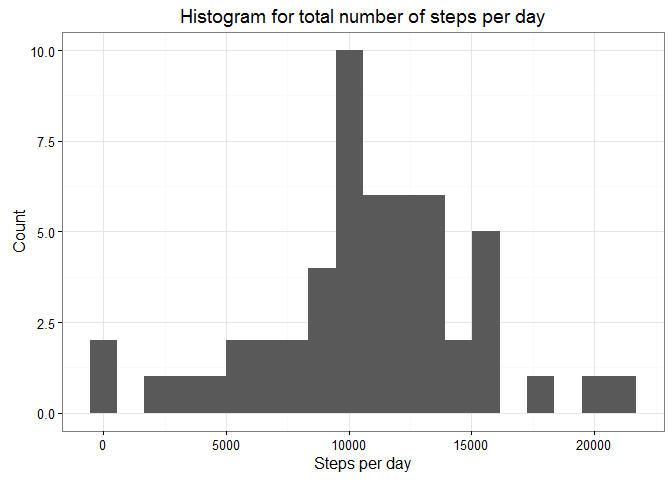 Histogram for total number of steps per day
10.0
7.5
5.0
2.5
0.0
Count
0 5000 10000 15000 20000
Steps per day